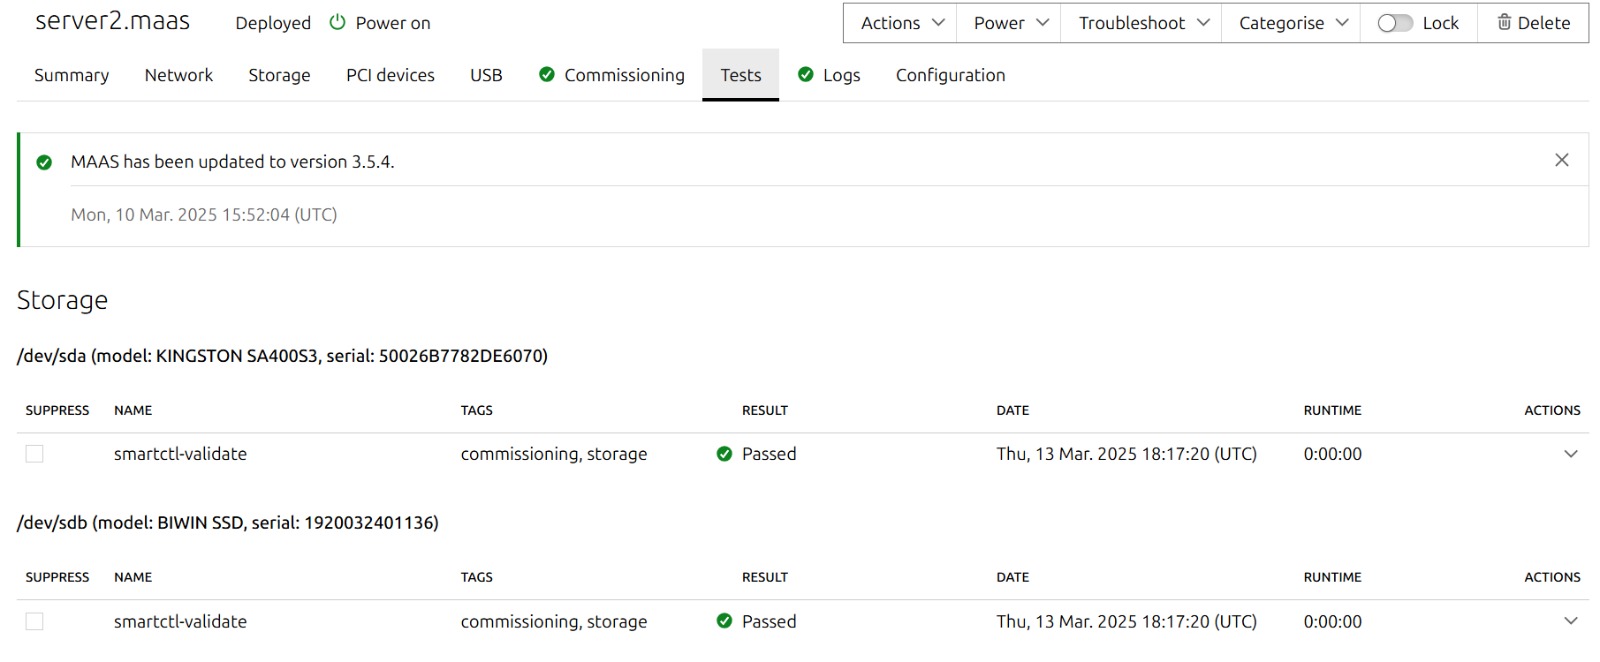 server2.maas Deployed Power on Actions Power Troubleshoot Categorise Lock Delete
Summary Network Storage PCI devices USB Commissioning Tests Logs Configuration
MAAS has been updated to version 3.5.4.
Mon, 10 Mar. 2025 15:52:04 (UTC)
Storage
/dev/sda (model: KINGSTON SA400S3, serial: 50026B7782DE6070)
SUPPRESS NAME TAGS RESULT DATE RUNTIME ACTIONS
smartctl-validate commissioning, storage Passed Thu, 13 Mar. 2025 18:17:20 (UTC) 0:00:00
/dev/sdb (model: BIWIN SSD, serial: 1920032401136)
SUPPRESS NAME TAGS RESULT DATE RUNTIME ACTIONS
smartctl-validate commissioning, storage Passed Thu, 13 Mar. 2025 18:17:20 (UTC) 0:00:00